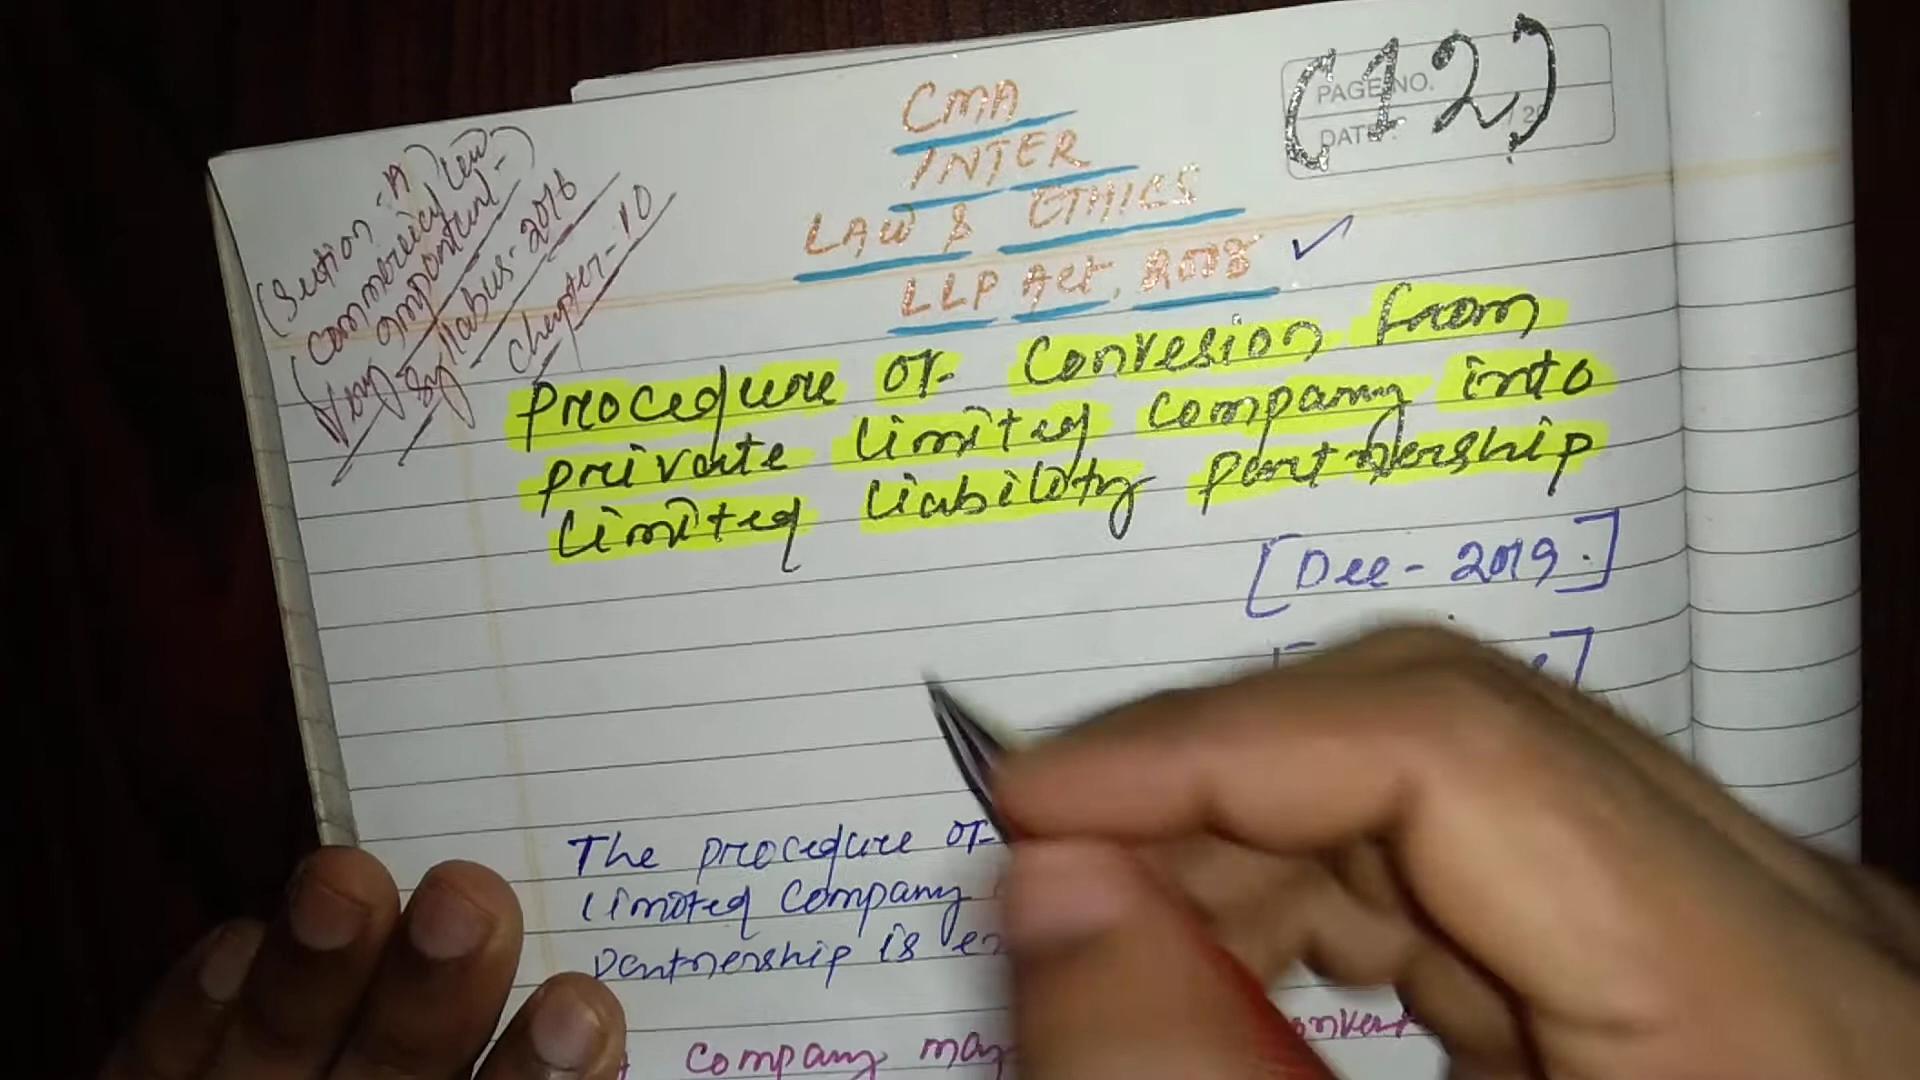 (12)
PAGE NO.
DATE
CMA
INTER
LAW & ETHICS
LLP Act, 2008 ✓
(Section - A)
(commercial Law)
Very important
Syllabus - 2016
Chapter - 10
Procedure of Convesion from
private limited company into
limited liability partnership
[Dec - 2019.]
The procedure of
limited company
partnership is
company may